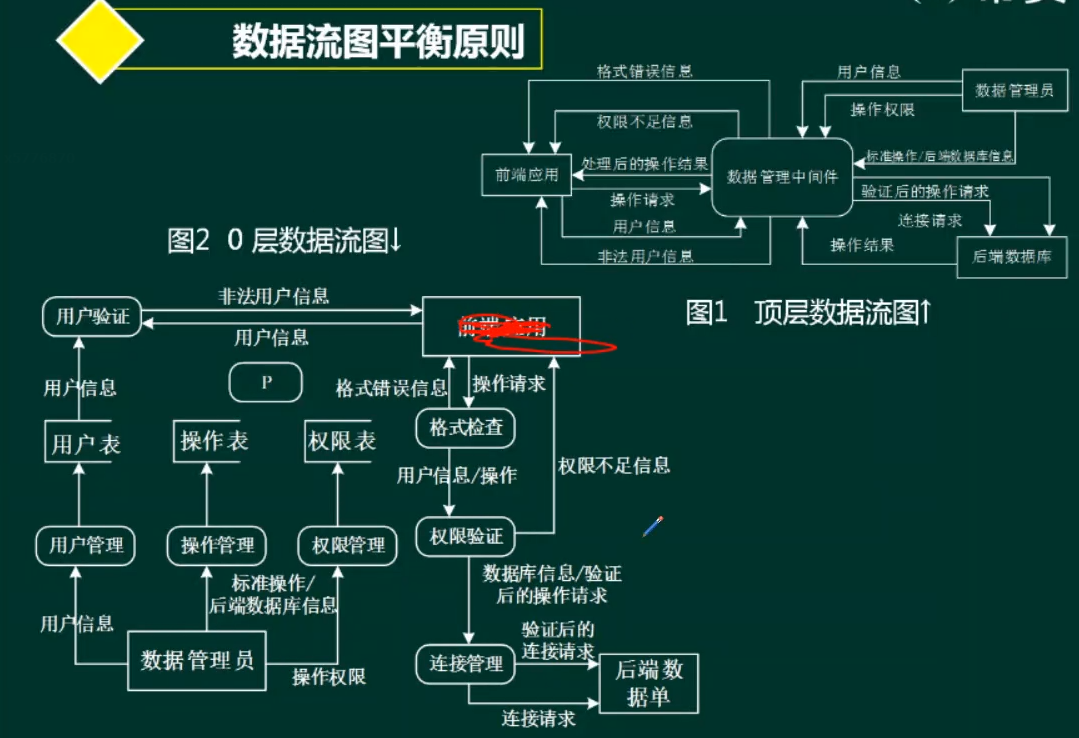 数据流图平衡原则
格式错误信息
用户信息
数据管理员
操作权限
权限不足信息
标准操作/后端数据库信息
处理后的操作结果
前端应用
数据管理中间件
验证后的操作请求
操作请求
连接请求
用户信息
操作结果
后端数据库
非法用户信息
图2 0 层数据流图↓
图1 顶层数据流图↑
非法用户信息
用户验证
用户信息
P
用户信息
格式错误信息
操作请求
用户表
操作表
权限表
格式检查
用户信息/操作
权限不足信息
用户管理
操作管理
权限管理
权限验证
标准操作/
后端数据库信息
数据库信息/验证
后的操作请求
用户信息
数据管理员
操作权限
验证后的
连接请求
连接管理
后端数
据单
连接请求